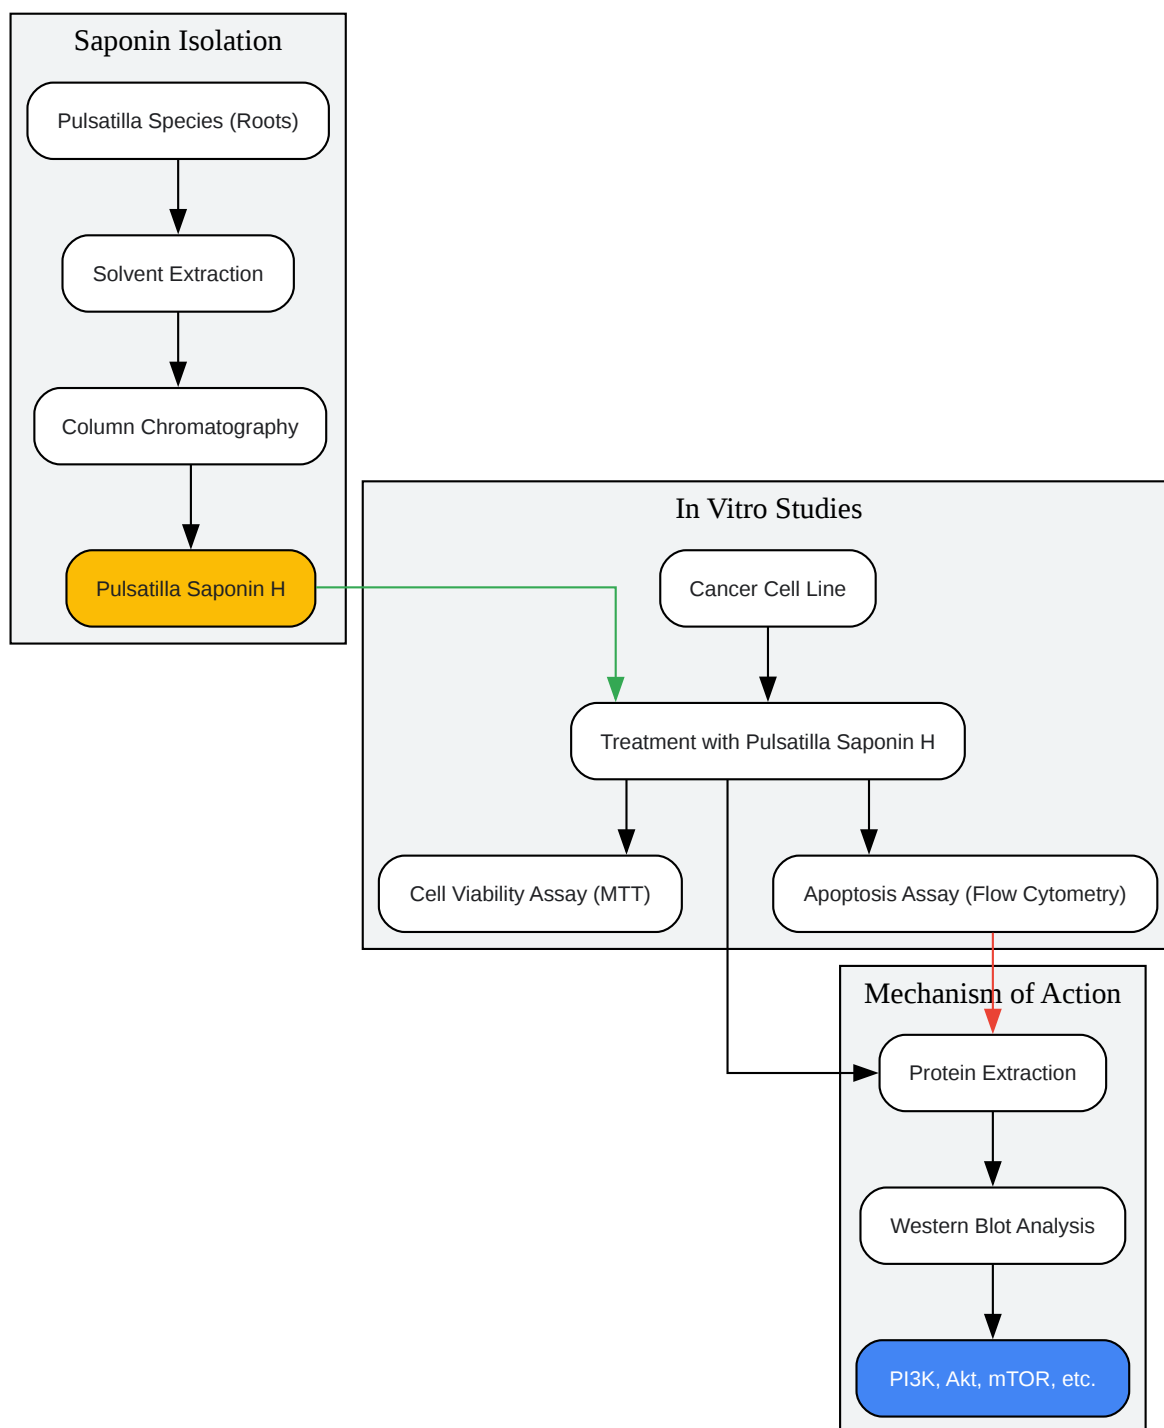 Saponin Isolation
Pulsatilla Species (Roots)
Solvent Extraction
Column Chromatography
Pulsatilla Saponin H
In Vitro Studies
Cancer Cell Line
Treatment with Pulsatilla Saponin H
Cell Viability Assay (MTT)
Apoptosis Assay (Flow Cytometry)
Mechanism of Action
Protein Extraction
Western Blot Analysis
PI3K, Akt, mTOR, etc.